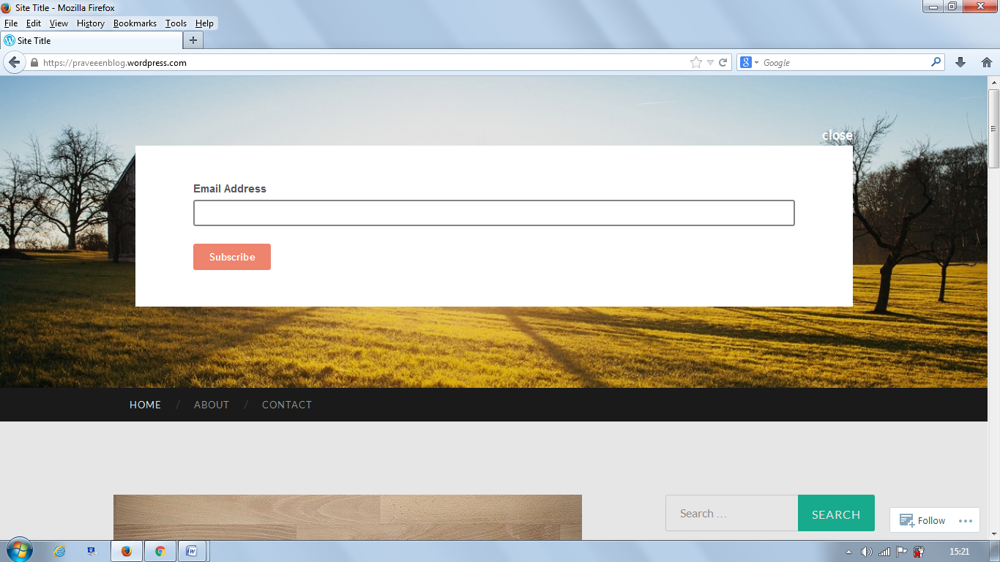 Site Title - Mozilla Firefox
File Edit View History Bookmarks Tools Help
Site Title
https://praveeenblog.wordpress.com
Google
close
Email Address
Subscribe
HOME / ABOUT / CONTACT
Search …
SEARCH
Follow
15:21